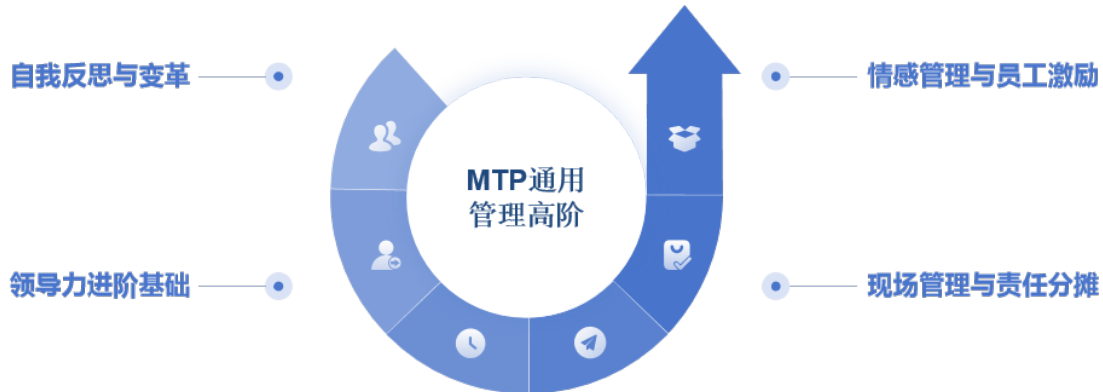 自我反思与变革
情感管理与员工激励
MTP通用
管理高阶
领导力进阶基础
现场管理与责任分摊